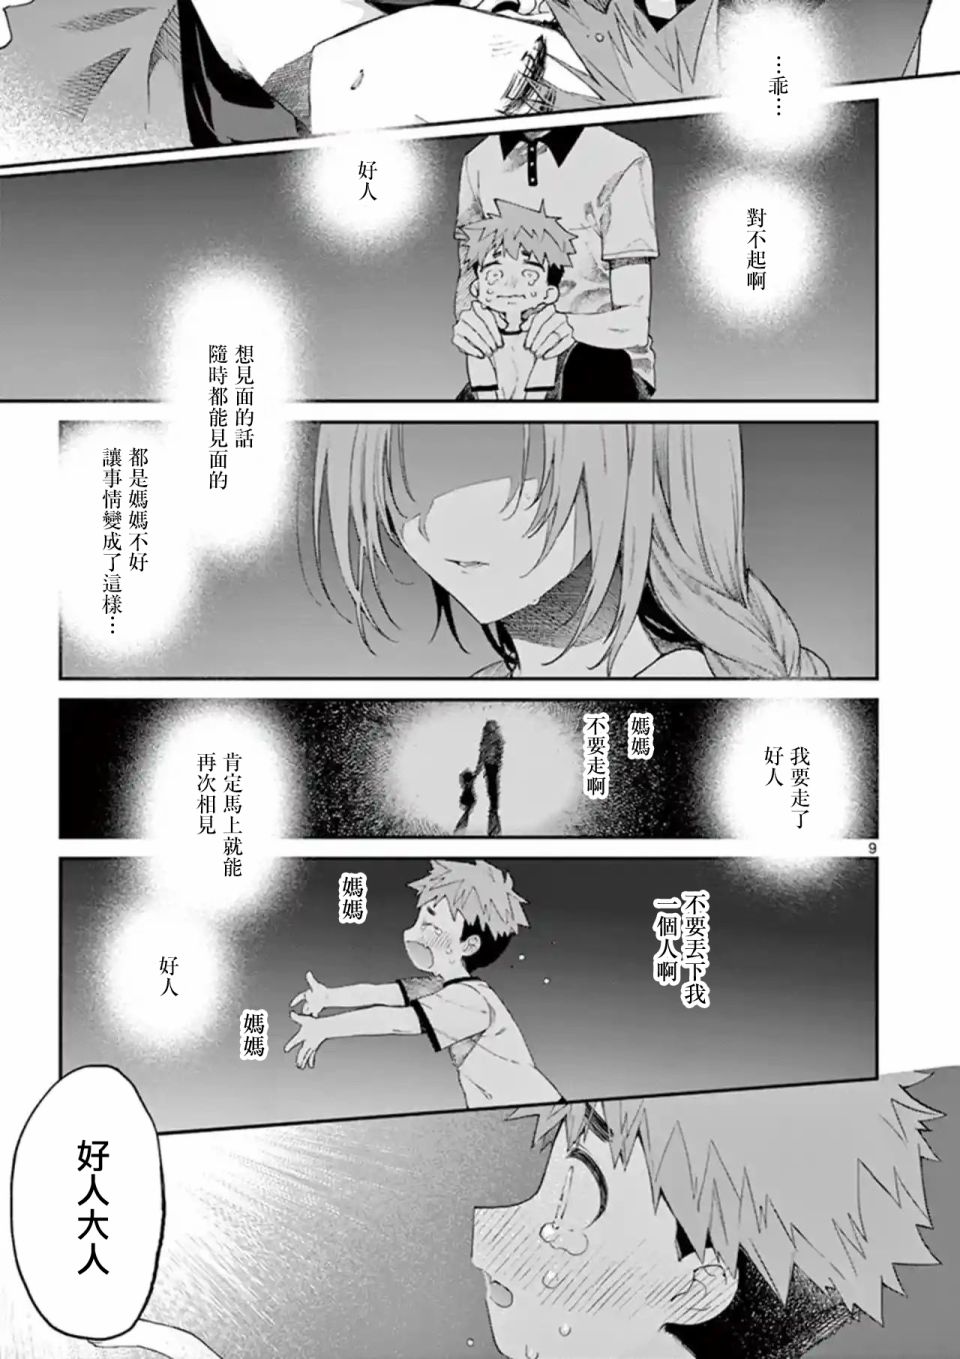 …乖…
對不起啊
好人
想見面的話
隨時都能見面的
都是媽媽不好
讓事情變成了這樣…
我要走了
好人
媽媽
不要走啊
肯定馬上就能
再次相見
9
不要丟下我
一個人啊
媽媽
媽媽
好人
好人大人